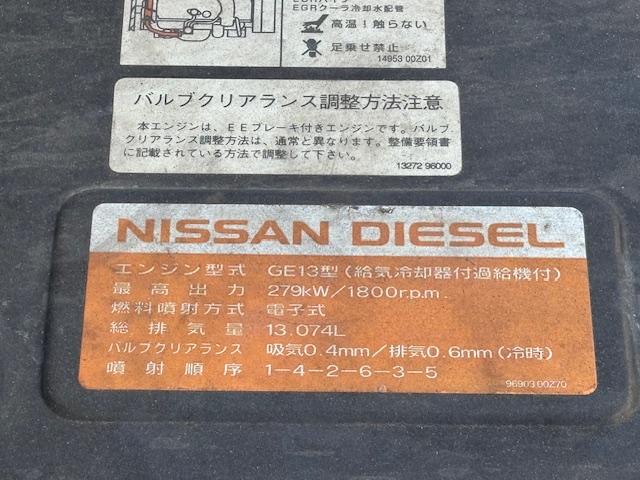 EGRクーラ冷却水配管
高温!触らない
足乗せ禁止
14953 00Z01
バルブクリアランス調整方法注意
本エンジンは、EEブレーキ付きエンジンです。バルブ
クリアランス調整方法は、通常と異なります。整備要領書
に記載されている方法で調整して下さい。
13272 96000
NISSAN DIESEL
エンジン型式 GE13型(給気冷却器付過給機付)
最高出力 279kW/1800r.p.m.
燃料噴射方式 電子式
総排気量 13.074L
バルブクリアランス 吸気0.4mm/排気0.6mm(冷時)
噴射順序 1-4-2-6-3-5
96903 00Z70